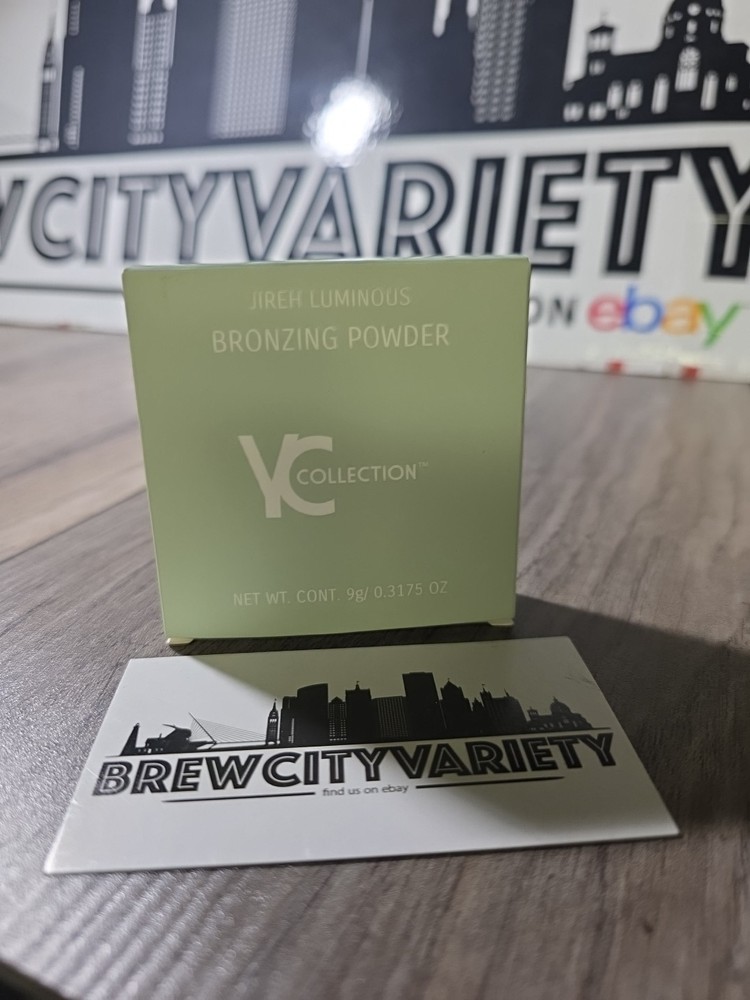 WCITYVARIETY
ON ebay
JIREH LUMINOUS
BRONZING POWDER
YC COLLECTION™
NET WT. CONT. 9g/ 0.3175 OZ
BREWCITYVARIETY
find us on ebay